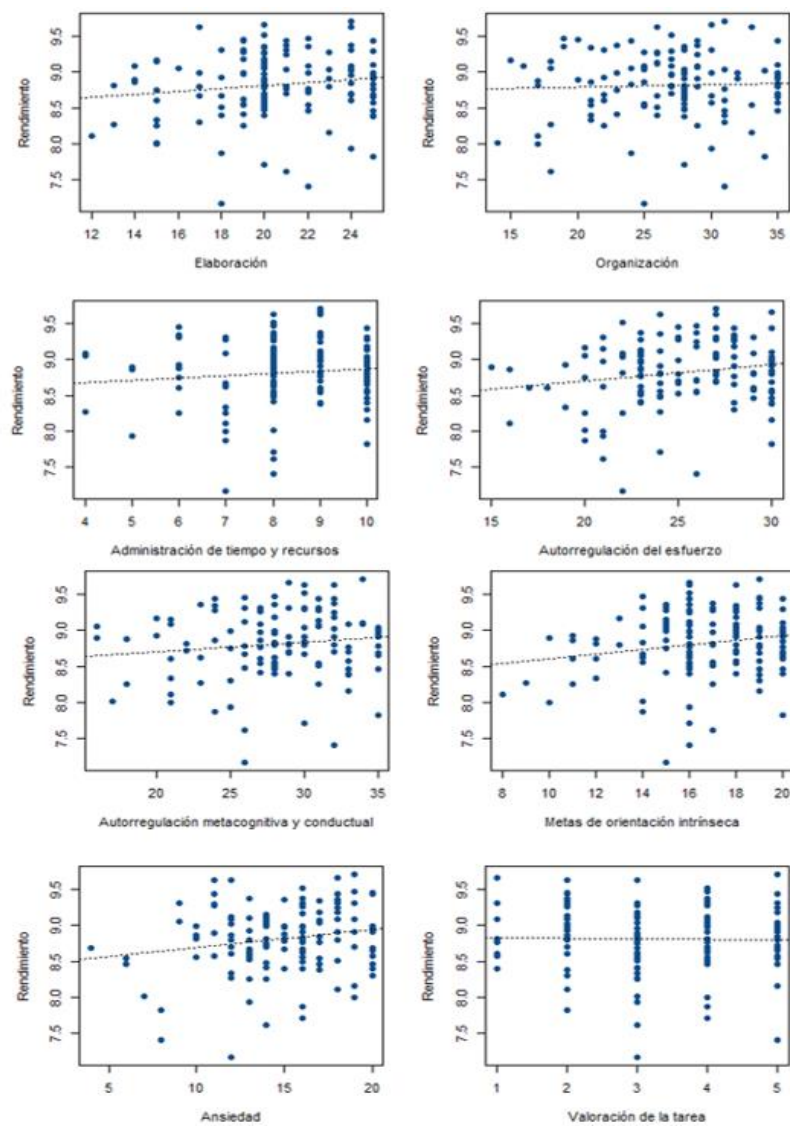 Rendimiento
9.5
9.0
8.5
8.0
7.5
12 14 16 18 20 22 24
Elaboración
Rendimiento
9.5
9.0
8.5
8.0
7.5
15 20 25 30 35
Organización
Rendimiento
9.5
9.0
8.5
8.0
7.5
4 5 6 7 8 9 10
Administración de tiempo y recursos
Rendimiento
9.5
9.0
8.5
8.0
7.5
15 20 25 30
Autorregulación del esfuerzo
Rendimiento
9.5
9.0
8.5
8.0
7.5
20 25 30 35
Autorregulación metacognitiva y conductual
Rendimiento
9.5
9.0
8.5
8.0
7.5
8 10 12 14 16 18 20
Metas de orientación intrínseca
Rendimiento
9.5
9.0
8.5
8.0
7.5
5 10 15 20
Ansiedad
Rendimiento
9.5
9.0
8.5
8.0
7.5
1 2 3 4 5
Valoración de la tarea